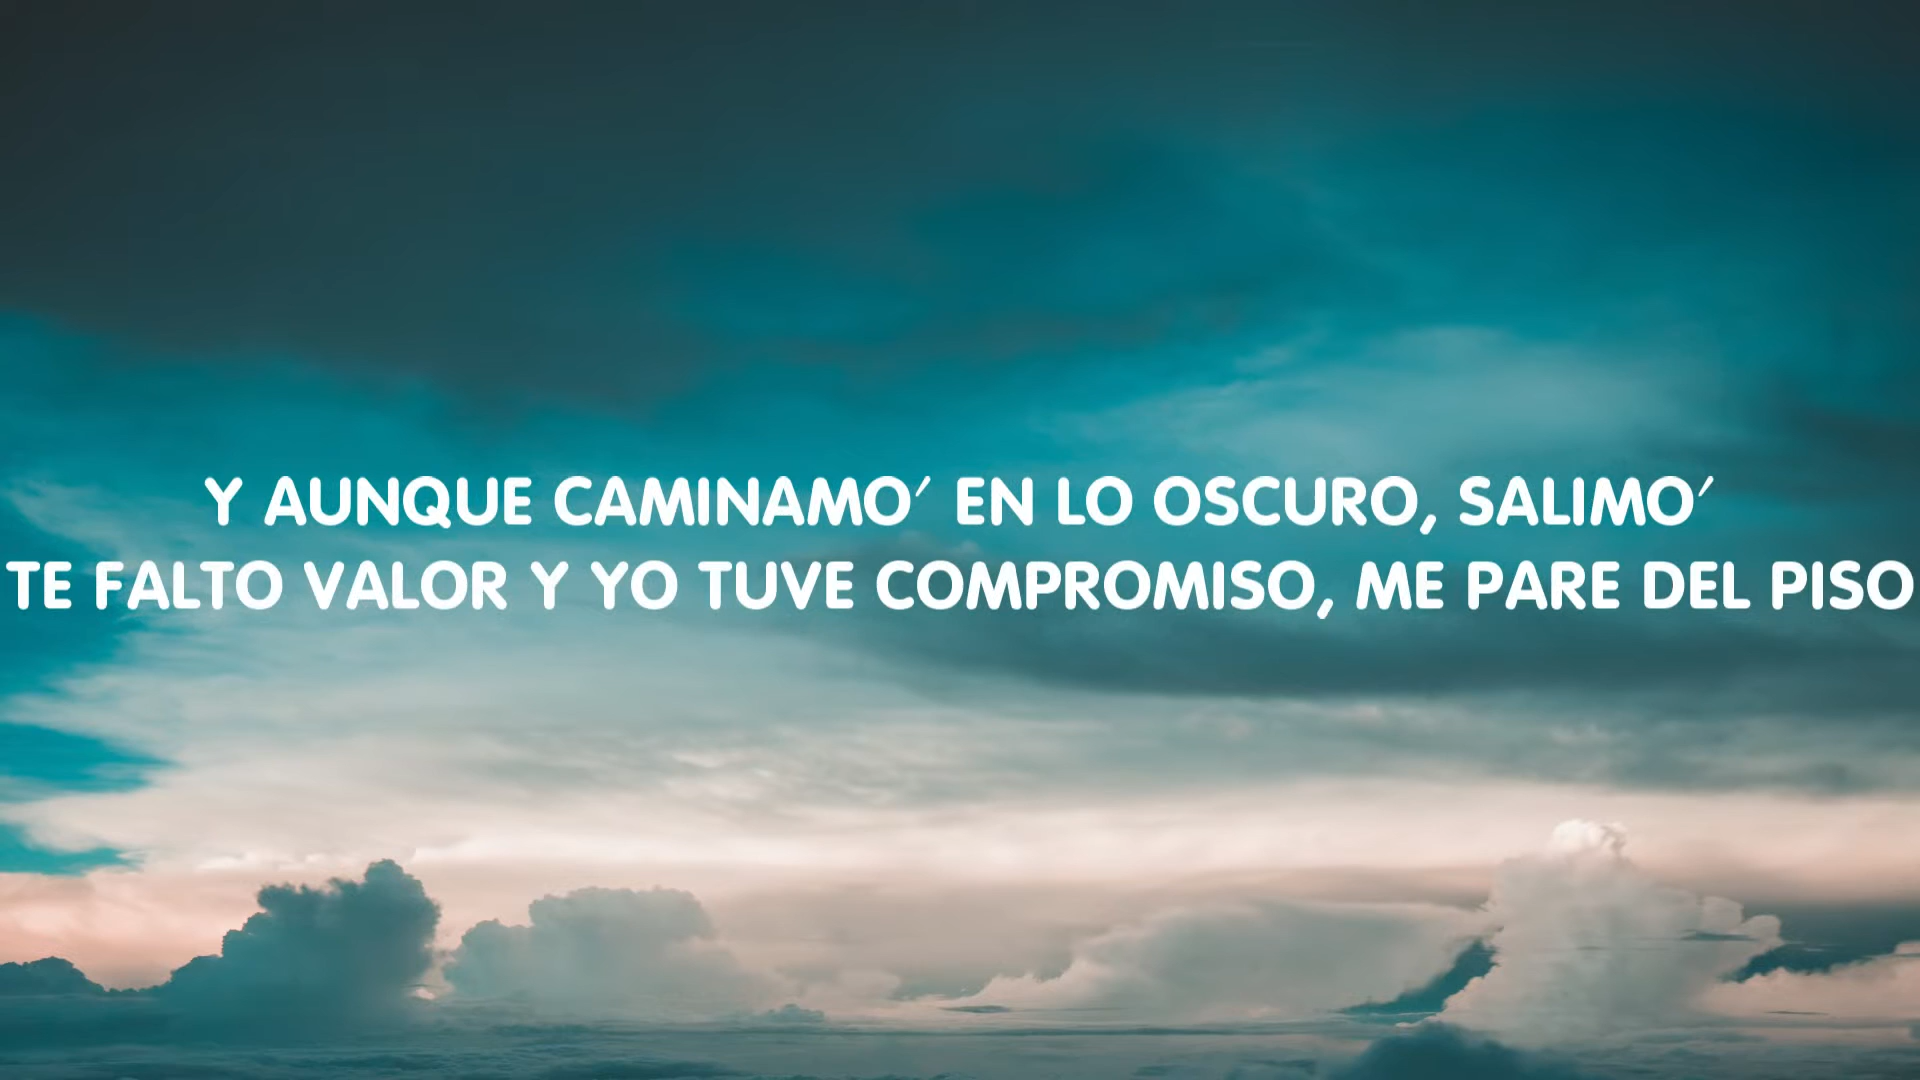 Y AUNQUE CAMINAMO' EN LO OSCURO, SALIMO'
TE FALTO VALOR Y YO TUVE COMPROMISO, ME PARE DEL PISO